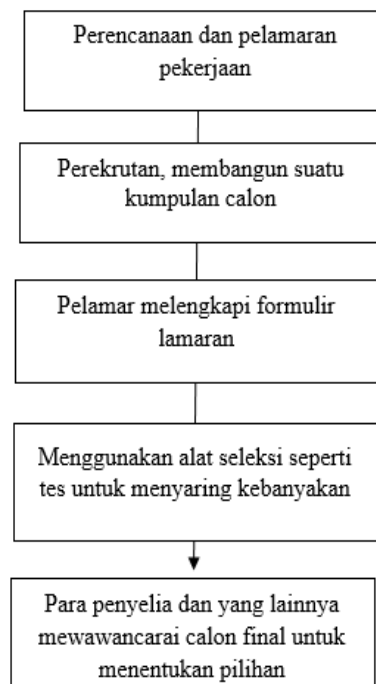 Perencanaan dan pelamaran
pekerjaan
Perekrutan, membangun suatu
kumpulan calon
Pelamar melengkapi formulir
lamaran
Menggunakan alat seleksi seperti
tes untuk menyaring kebanyakan
Para penyelia dan yang lainnya
mewawancarai calon final untuk
menentukan pilihan